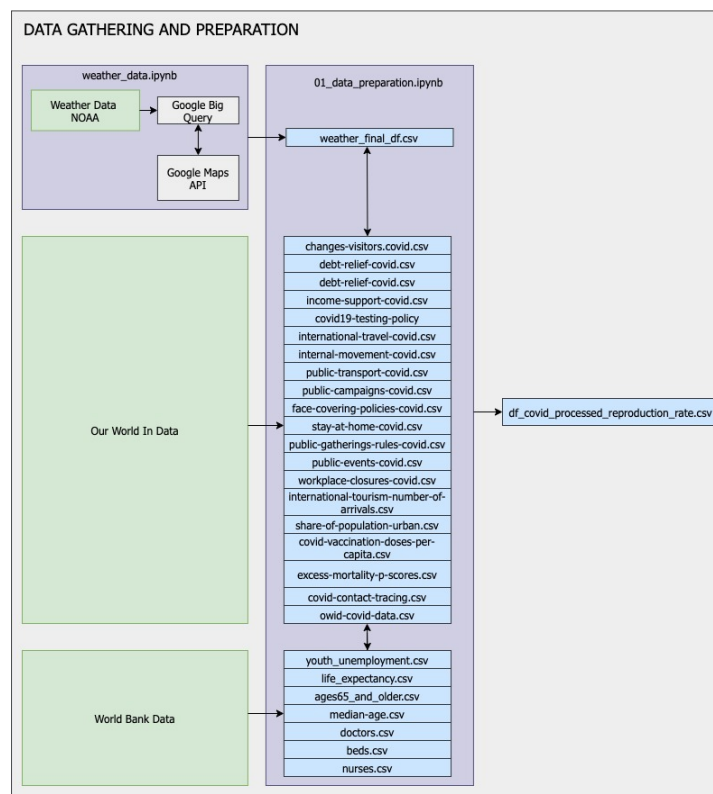 DATA GATHERING AND PREPARATION
weather_data.ipynb
Weather Data
NOAA
Google Big
Query
Google Maps
API
01_data_preparation.ipynb
weather_final_df.csv
Our World In Data
changes-visitors.covid.csv
debt-relief-covid.csv
debt-relief-covid.csv
income-support-covid.csv
covid19-testing-policy
international-travel-covid.csv
internal-movement-covid.csv
public-transport-covid.csv
public-campaigns-covid.csv
face-covering-policies-covid.csv
stay-at-home-covid.csv
public-gatherings-rules-covid.csv
public-events-covid.csv
workplace-closures-covid.csv
international-tourism-number-of-
arrivals.csv
share-of-population-urban.csv
covid-vaccination-doses-per-
capita.csv
excess-mortality-p-scores.csv
covid-contact-tracing.csv
owid-covid-data.csv
df_covid_processed_reproduction_rate.csv
World Bank Data
youth_unemployment.csv
life_expectancy.csv
ages65_and_older.csv
median-age.csv
doctors.csv
beds.csv
nurses.csv